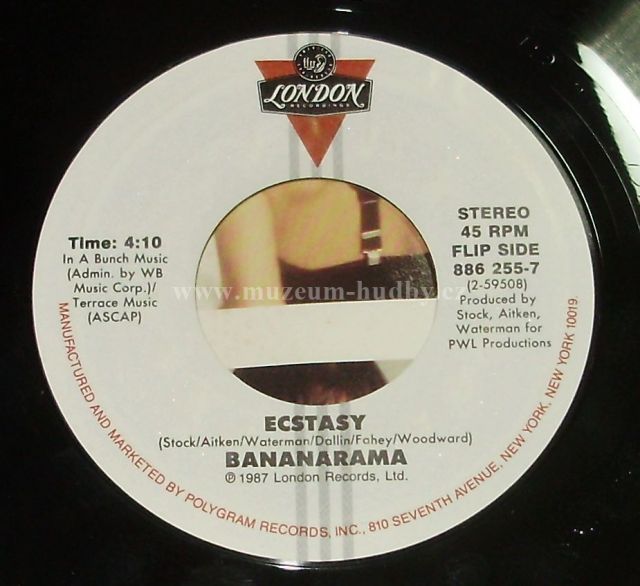 LONDON
RECORDINGS
Time: 4:10
In A Bunch Music
(Admin. by WB
Music Corp.)/
Terrace Music
(ASCAP)
STEREO
45 RPM
FLIP SIDE
886 255-7
(2-59508)
Produced by
Stock, Aitken,
Waterman for
PWL Productions
www.muzeum-hudby.cz
ECSTASY
(Stock/Aitken/Waterman/Dallin/Fahey/Woodward)
BANANARAMA
℗ 1987 London Records, Ltd.
MANUFACTURED AND MARKETED BY POLYGRAM RECORDS, INC., 810 SEVENTH AVENUE, NEW YORK, NEW YORK 10019.